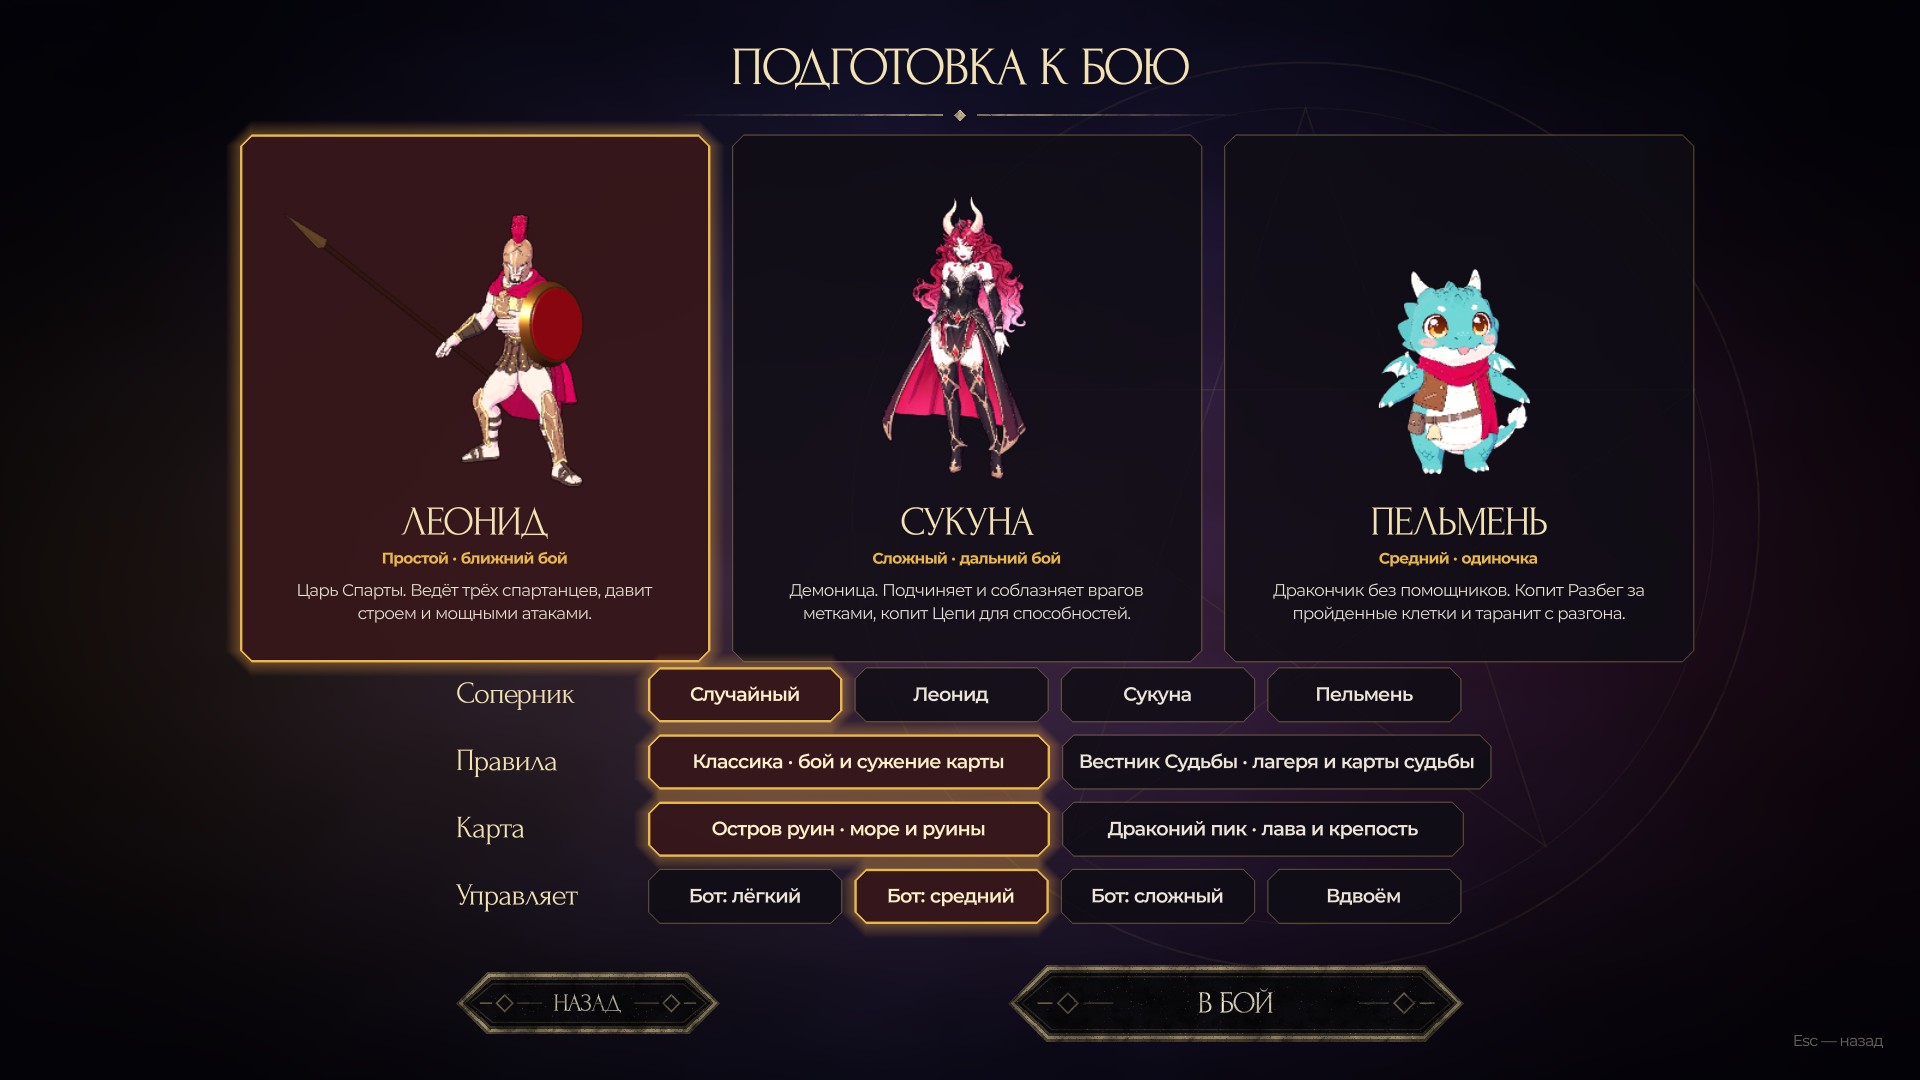 ПОДГОТОВКА К БОЮ
ЛЕОНИД
Простой · ближний бой
Царь Спарты. Ведёт трёх спартанцев, давит
строем и мощными атаками.
СУКУНА
Сложный · дальний бой
Демоница. Подчиняет и соблазняет врагов
метками, копит Цепи для способностей.
ПЕЛЬМЕНЬ
Средний · одиночка
Дракончик без помощников. Копит Разбег за
пройденные клетки и таранит с разгона.
Соперник Случайный Леонид Сукуна Пельмень
Правила Классика · бой и сужение карты Вестник Судьбы · лагеря и карты судьбы
Карта Остров руин · море и руины Драконий пик · лава и крепость
Управляет Бот: лёгкий Бот: средний Бот: сложный Вдвоём
НАЗАД В БОЙ
Esc — назад